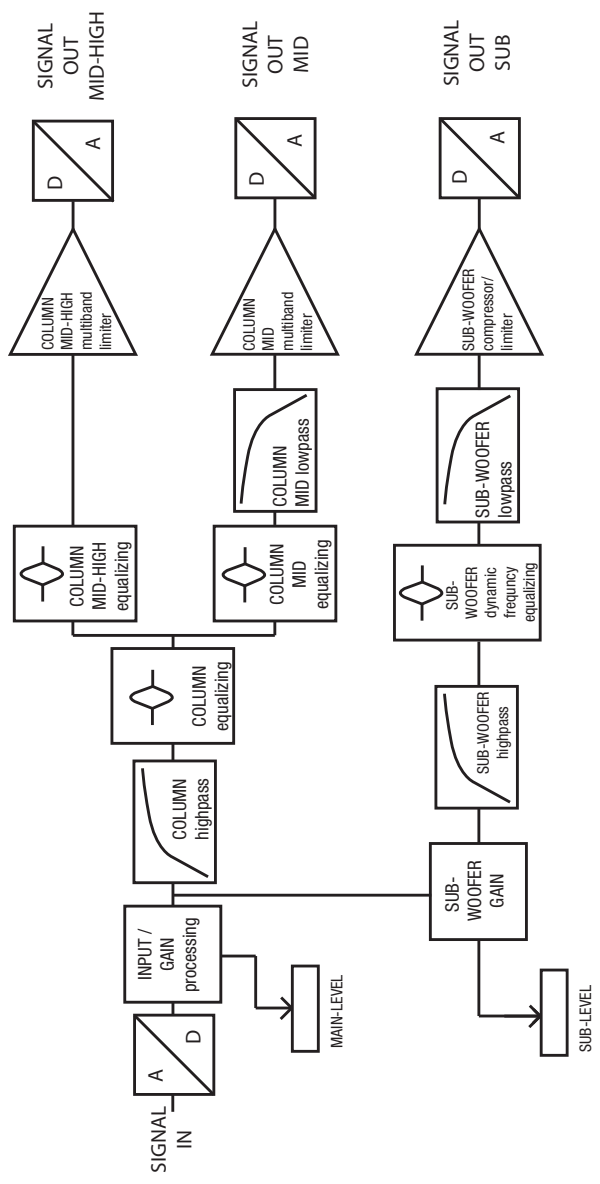 SIGNAL
IN
A
D
INPUT /
GAIN
processing
MAIN-LEVEL
COLUMN
highpass
COLUMN
equalizing
COLUMN
MID-HIGH
equalizing
COLUMN
MID-HIGH
multiband
limiter
D
A
SIGNAL
OUT
MID-HIGH
COLUMN
MID
equalizing
COLUMN
MID lowpass
COLUMN
MID
multiband
limiter
D
A
SIGNAL
OUT
MID
SUB-
WOOFER
GAIN
SUB-LEVEL
SUB-WOOFER
highpass
SUB-
WOOFER
dynamic
frequncy
equalizing
SUB-WOOFER
lowpass
SUB-WOOFER
compressor/
limiter
D
A
SIGNAL
OUT
SUB